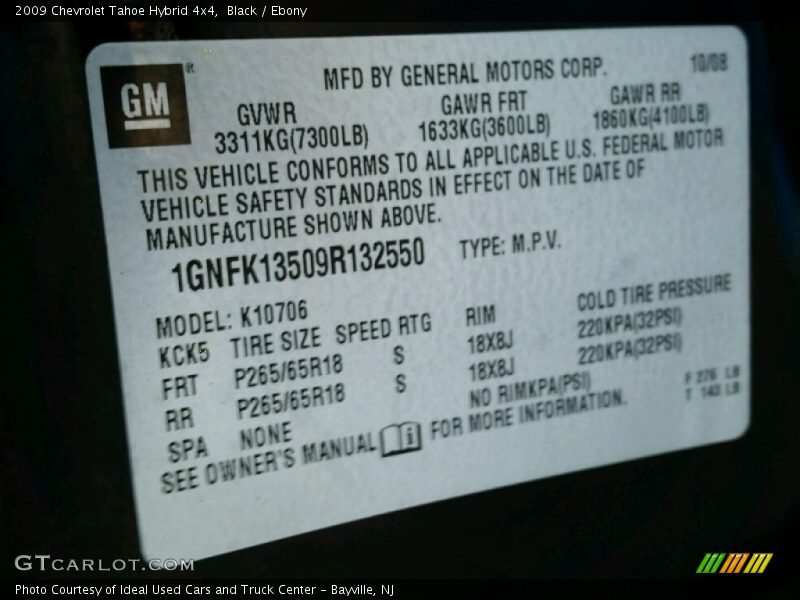 2009 Chevrolet Tahoe Hybrid 4x4,  Black / Ebony
GM®
MFD BY GENERAL MOTORS CORP.
10/08
GVWR
GAWR FRT
GAWR RR
3311KG(7300LB)
1633KG(3600LB)
1860KG(4100LB)
THIS VEHICLE CONFORMS TO ALL APPLICABLE U.S. FEDERAL MOTOR
VEHICLE SAFETY STANDARDS IN EFFECT ON THE DATE OF
MANUFACTURE SHOWN ABOVE.
1GNFK13509R132550 TYPE: M.P.V.
MODEL: K10706
KCK5 TIRE SIZE SPEED RTG RIM COLD TIRE PRESSURE
FRT P265/65R18 S 18X8J 220KPA(32PSI)
RR P265/65R18 S 18X8J 220KPA(32PSI)
SPA NONE NO RIMKPA(PSI)
SEE OWNER'S MANUAL i FOR MORE INFORMATION.
F 276 LB
T 143 LB
GTCARLOT.COM
Photo Courtesy of Ideal Used Cars and Truck Center – Bayville, NJ